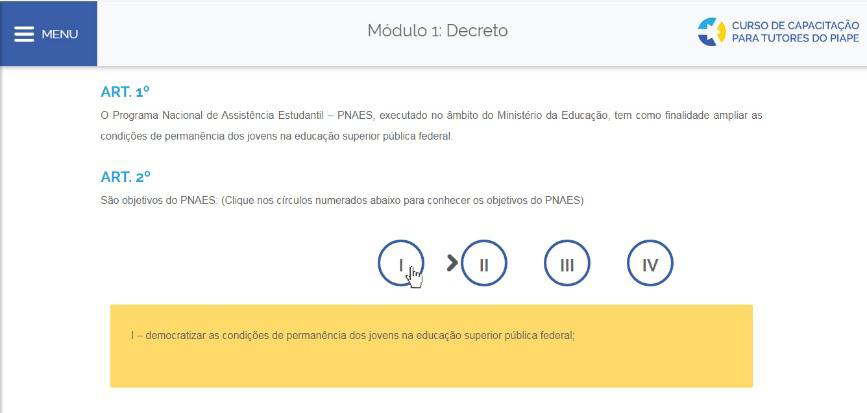 MENU
Módulo 1: Decreto
CURSO DE CAPACITAÇÃO
PARA TUTORES DO PIAPE
ART. 1º
O Programa Nacional de Assistência Estudantil – PNAES, executado no âmbito do Ministério da Educação, tem como finalidade ampliar as
condições de permanência dos jovens na educação superior pública federal.
ART. 2º
São objetivos do PNAES: (Clique nos círculos numerados abaixo para conhecer os objetivos do PNAES)
I II III IV
I – democratizar as condições de permanência dos jovens na educação superior pública federal;